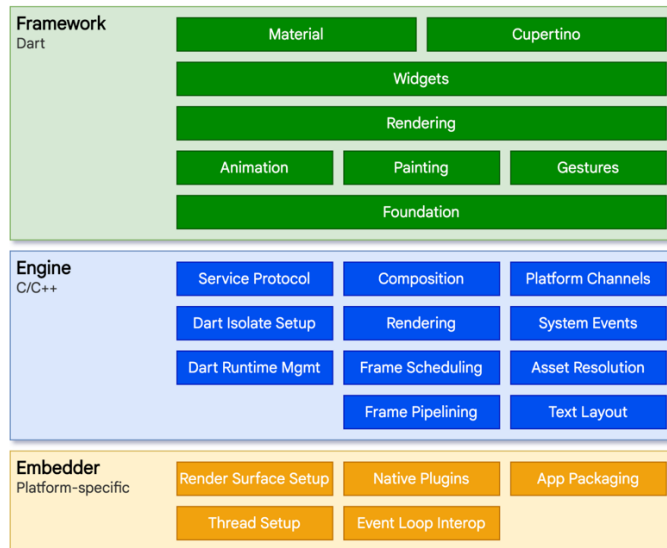 Framework
Dart
Material
Cupertino
Widgets
Rendering
Animation
Painting
Gestures
Foundation
Engine
C/C++
Service Protocol
Composition
Platform Channels
Dart Isolate Setup
Rendering
System Events
Dart Runtime Mgmt
Frame Scheduling
Asset Resolution
Frame Pipelining
Text Layout
Embedder
Platform-specific
Render Surface Setup
Native Plugins
App Packaging
Thread Setup
Event Loop Interop